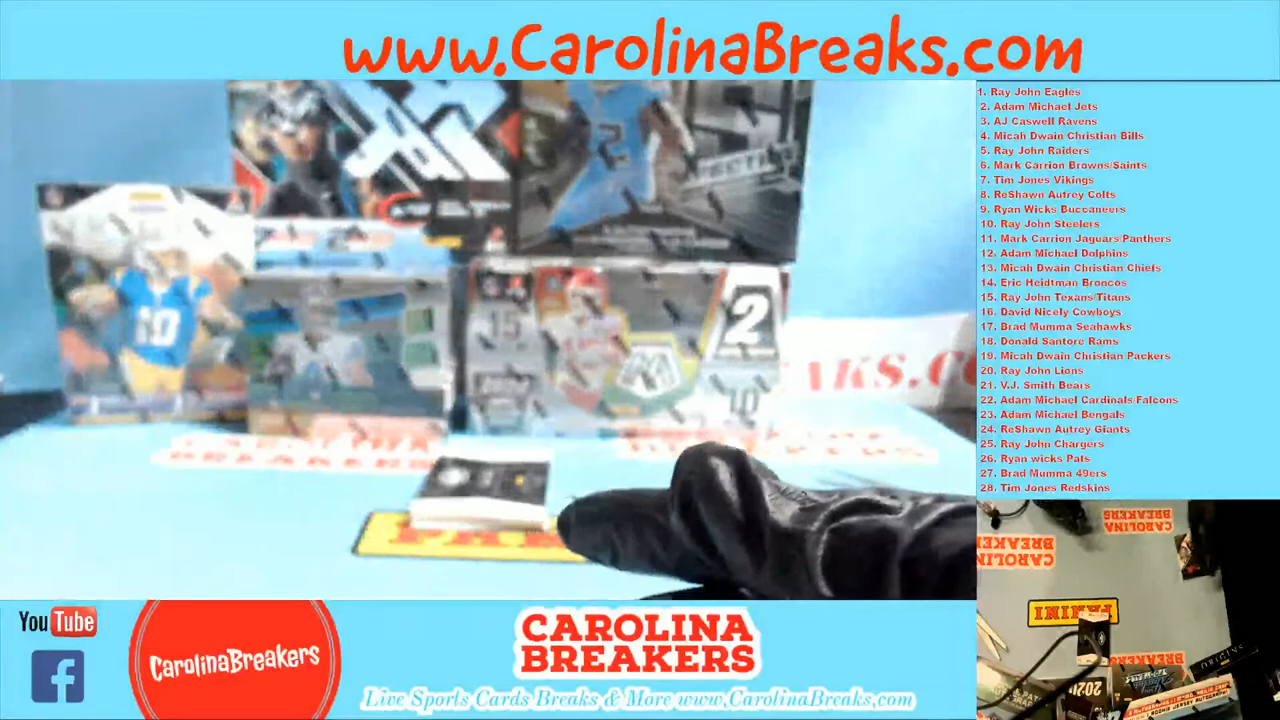 www.CarolinaBreaks.com
1. Ray John Eagles
2. Adam Michael Jets
3. AJ Caswell Ravens
4. Micah Dwain Christian Bills
5. Ray John Raiders
6. Mark Carrion Browns/Saints
7. Tim Jones Vikings
8. ReShawn Autrey Colts
9. Ryan Wicks Buccaneers
10. Ray John Steelers
11. Mark Carrion Jaguars/Panthers
12. Adam Michael Dolphins
13. Micah Dwain Christian Chiefs
14. Eric Heidtman Broncos
15. Ray John Texans/Titans
16. David Nicely Cowboys
17. Brad Mumma Seahawks
18. Donald Santore Rams
19. Micah Dwain Christian Packers
20. Ray John Lions
21. V.J. Smith Bears
22. Adam Michael Cardinals/Falcons
23. Adam Michael Bengals
24. ReShawn Autrey Giants
25. Ray John Chargers
26. Ryan wicks Pats
27. Brad Mumma 49ers
28. Tim Jones Redskins
2
15
10
10
AKS.C
CAROLINA
BREAKERS
PANINI
You Tube
CarolinaBreakers
CAROLINA
BREAKERS
Live Sports Cards Breaks & More www.CarolinaBreaks.com